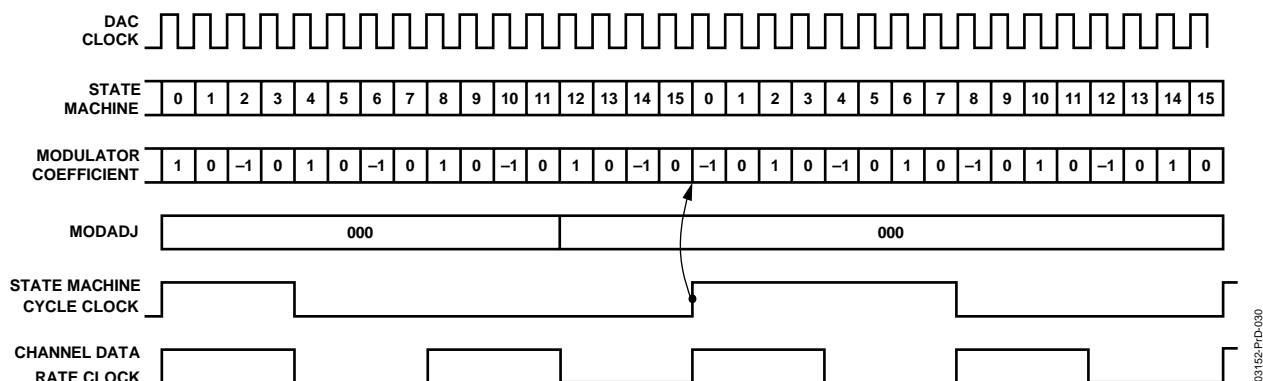 DAC
CLOCK
STATE
MACHINE
0 1 2 3 4 5 6 7 8 9 10 11 12 13 14 15 0 1 2 3 4 5 6 7 8 9 10 11 12 13 14 15
MODULATOR
COEFFICIENT
1 0 –1 0 1 0 –1 0 1 0 –1 0 1 0 –1 0 –1 0 1 0 –1 0 1 0 –1 0 1 0 –1 0 1 0
MODADJ
000 000
STATE MACHINE
CYCLE CLOCK
CHANNEL DATA
RATE CLOCK
03152-PrD-030